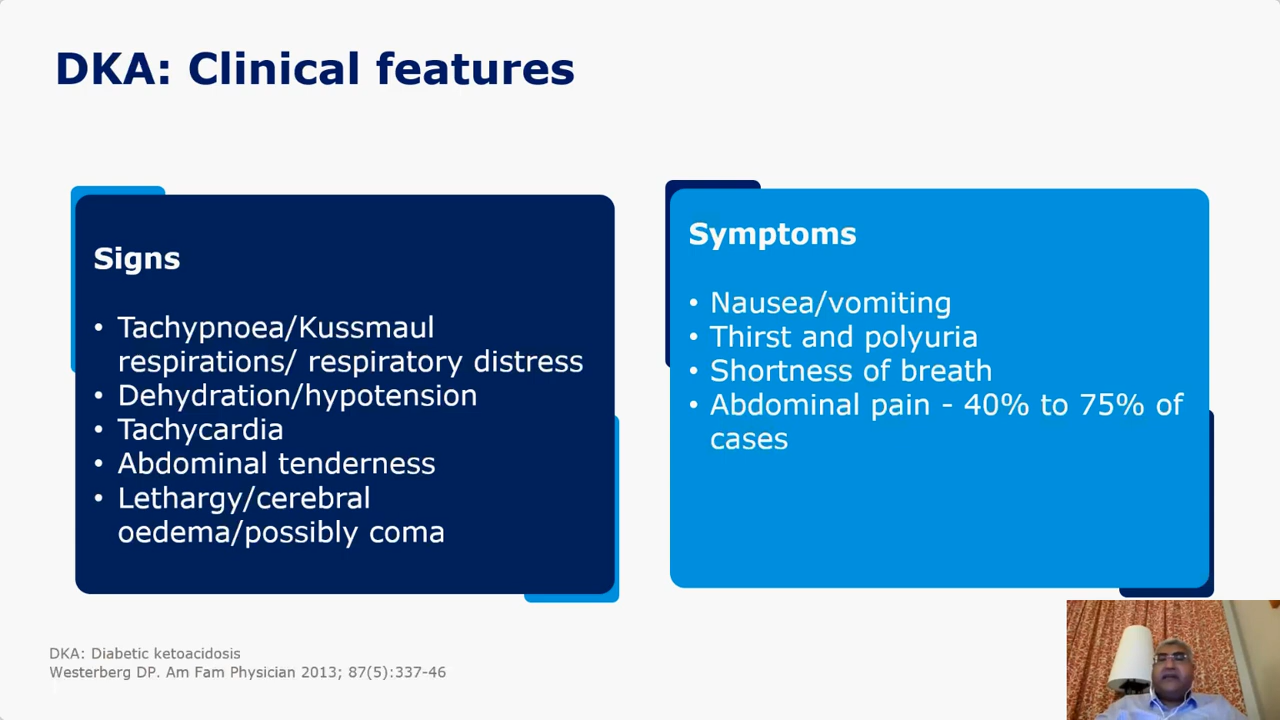 DKA: Clinical features
Signs
• Tachypnoea/Kussmaul
respirations/ respiratory distress
• Dehydration/hypotension
• Tachycardia
• Abdominal tenderness
• Lethargy/cerebral
oedema/possibly coma
Symptoms
• Nausea/vomiting
• Thirst and polyuria
• Shortness of breath
• Abdominal pain - 40% to 75% of
cases
DKA: Diabetic ketoacidosis
Westerberg DP. Am Fam Physician 2013; 87(5):337-46